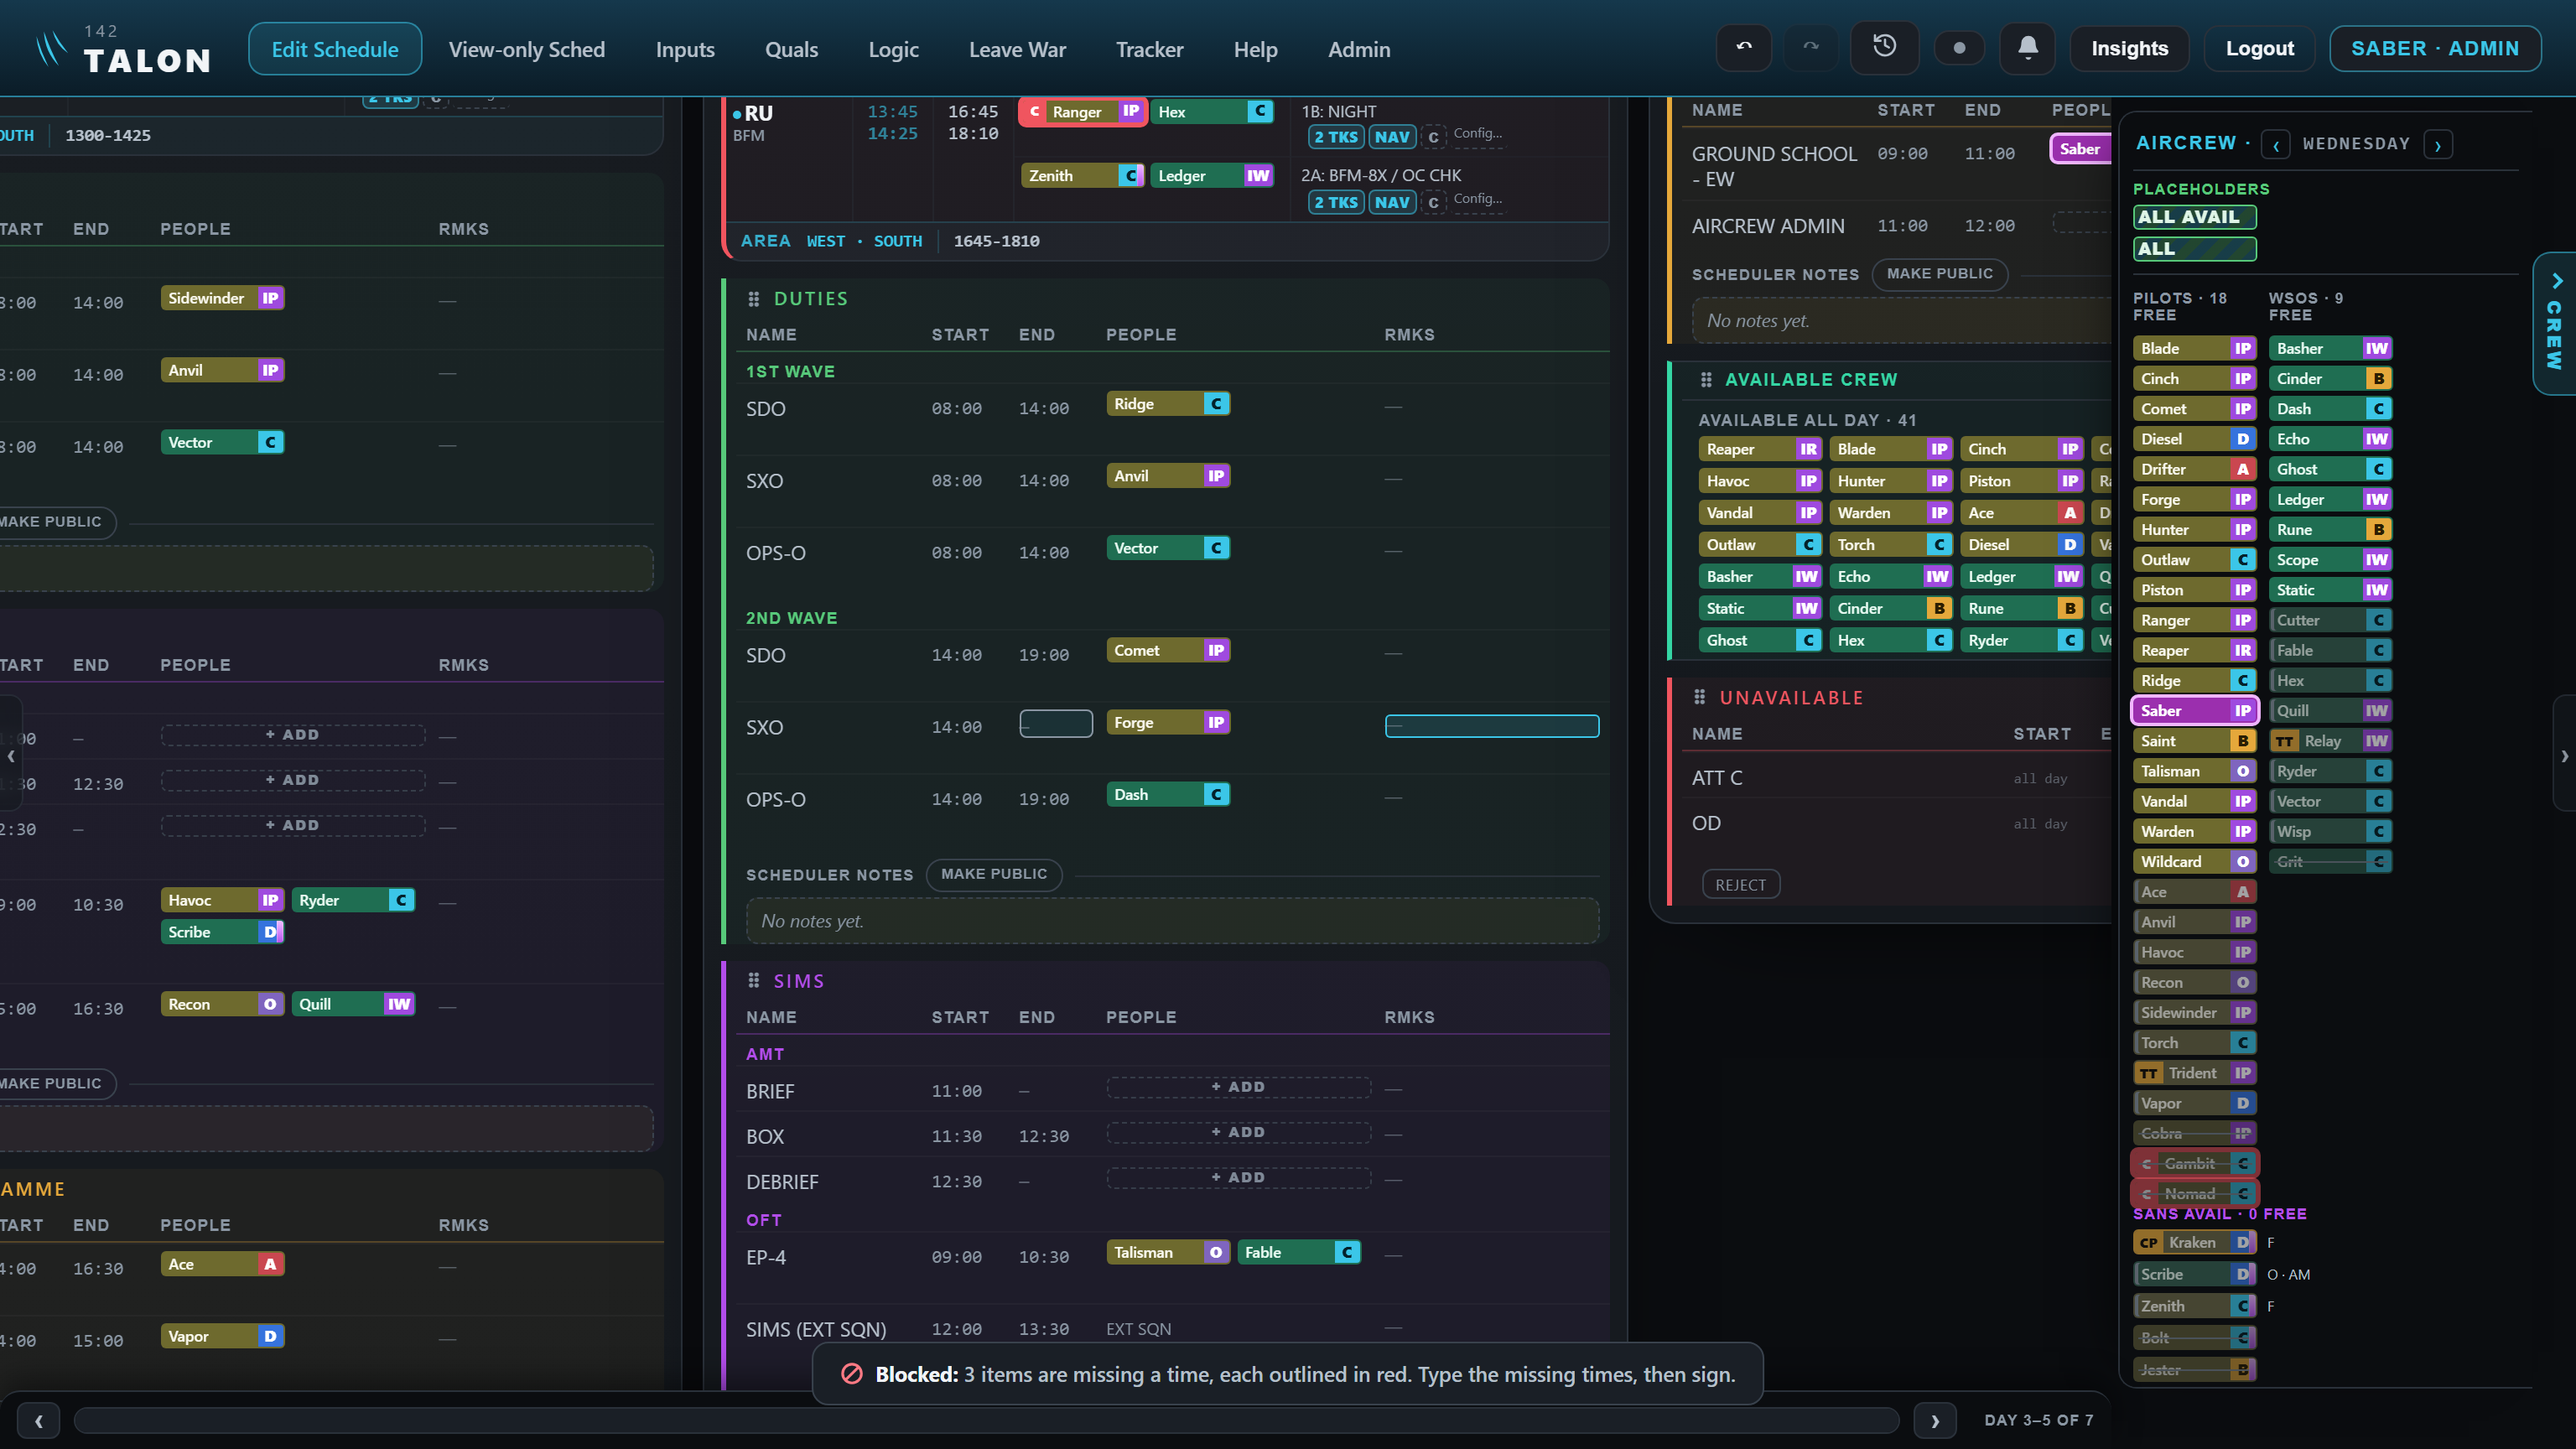 142
TALON
Edit Schedule
View-only Sched
Inputs
Quals
Logic
Leave War
Tracker
Help
Admin
Insights
Logout
SABER · ADMIN
OUTH 1300-1425
START END PEOPLE RMKS
14:00 Sidewinder IP —
14:00 Anvil IP —
14:00 Vector C —
MAKE PUBLIC
END PEOPLE RMKS
– + ADD —
12:30 + ADD —
– + ADD —
10:30 Havoc IP Ryder C —
Scribe D
16:30 Recon O Quill IW —
MAKE PUBLIC
AMME
END PEOPLE RMKS
16:30 Ace A —
15:00 Vapor D —
RU 13:45 16:45 C Ranger IP Hex C 1B: NIGHT
BFM 14:25 18:10 2 TKS NAV C Config...
Zenith C Ledger IW 2A: BFM-8X / OC CHK
2 TKS NAV C Config...
AREA WEST · SOUTH 1645-1810
DUTIES
NAME START END PEOPLE RMKS
1ST WAVE
SDO 08:00 14:00 Ridge C —
SXO 08:00 14:00 Anvil IP —
OPS-O 08:00 14:00 Vector C —
2ND WAVE
SDO 14:00 19:00 Comet IP —
SXO 14:00 – Forge IP —
OPS-O 14:00 19:00 Dash C —
SCHEDULER NOTES MAKE PUBLIC
No notes yet.
SIMS
NAME START END PEOPLE RMKS
AMT
BRIEF 11:00 – + ADD —
BOX 11:30 12:30 + ADD —
DEBRIEF 12:30 – + ADD —
OFT
EP-4 09:00 10:30 Talisman O Fable C —
SIMS (EXT SQN) 12:00 13:30 EXT SQN —
NAME START END PEOPL
GROUND SCHOOL - EW 09:00 11:00 Saber
AIRCREW ADMIN 11:00 12:00
SCHEDULER NOTES MAKE PUBLIC
No notes yet.
AVAILABLE CREW
AVAILABLE ALL DAY · 41
Reaper IR Blade IP Cinch IP
Havoc IP Hunter IP Piston IP
Vandal IP Warden IP Ace A
Outlaw C Torch C Diesel D
Basher IW Echo IW Ledger IW
Static IW Cinder B Rune B
Ghost C Hex C Ryder C
UNAVAILABLE
NAME START E
ATT C all day
OD all day
REJECT
AIRCREW · ‹ WEDNESDAY ›
PLACEHOLDERS
ALL AVAIL
ALL
PILOTS · 18 FREE
WSOS · 9 FREE
Blade IP Basher IW
Cinch IP Cinder B
Comet IP Dash C
Diesel D Echo IW
Drifter A Ghost C
Forge IP Ledger IW
Hunter IP Rune B
Outlaw C Scope IW
Piston IP Static IW
Ranger IP Cutter C
Reaper IR Fable C
Ridge C Hex C
Saber IP Quill IW
Saint B TT Relay IW
Talisman O Ryder C
Vandal IP Vector C
Warden IP Wisp C
Wildcard O Grit C
Ace A
Anvil IP
Havoc IP
Recon O
Sidewinder IP
Torch C
TT Trident IP
Vapor D
Cobra IP
C Gambit C
C Nomad C
SANS AVAIL · 0 FREE
CP Kraken D F
Scribe D O · AM
Zenith C F
Bolt C
Jester B
CREW
Blocked: 3 items are missing a time, each outlined in red. Type the missing times, then sign.
DAY 3–5 OF 7